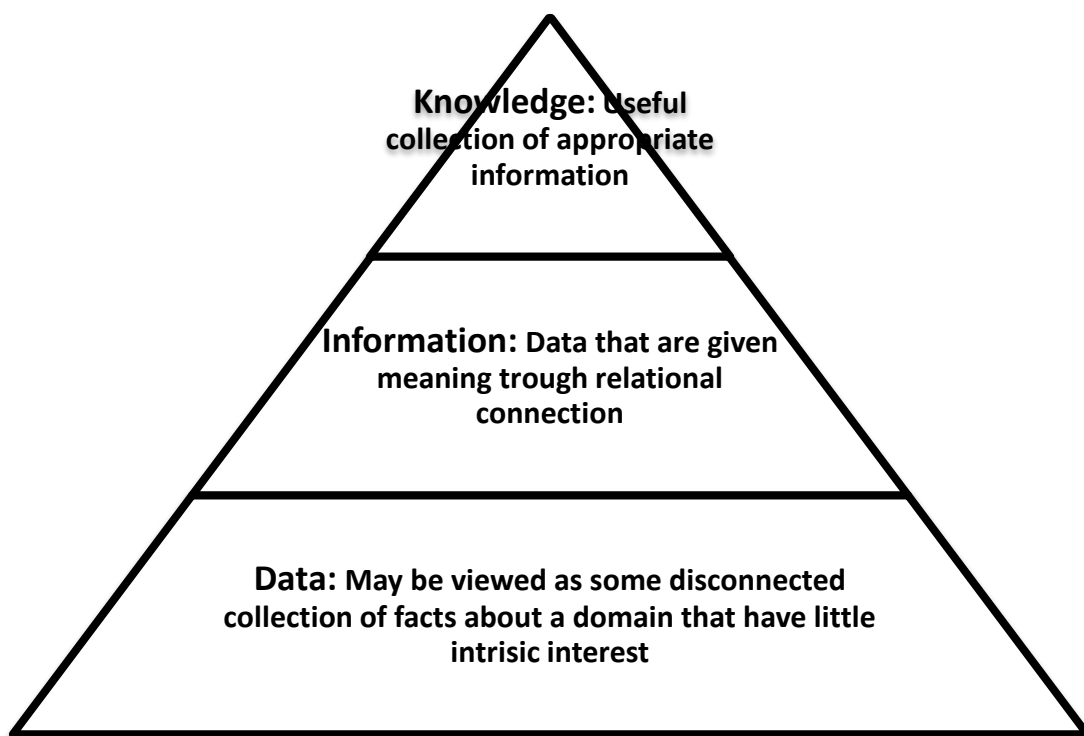 Knowledge: Useful
collection of appropriate
information
Information: Data that are given
meaning trough relational
connection
Data: May be viewed as some disconnected
collection of facts about a domain that have little
intrisic interest